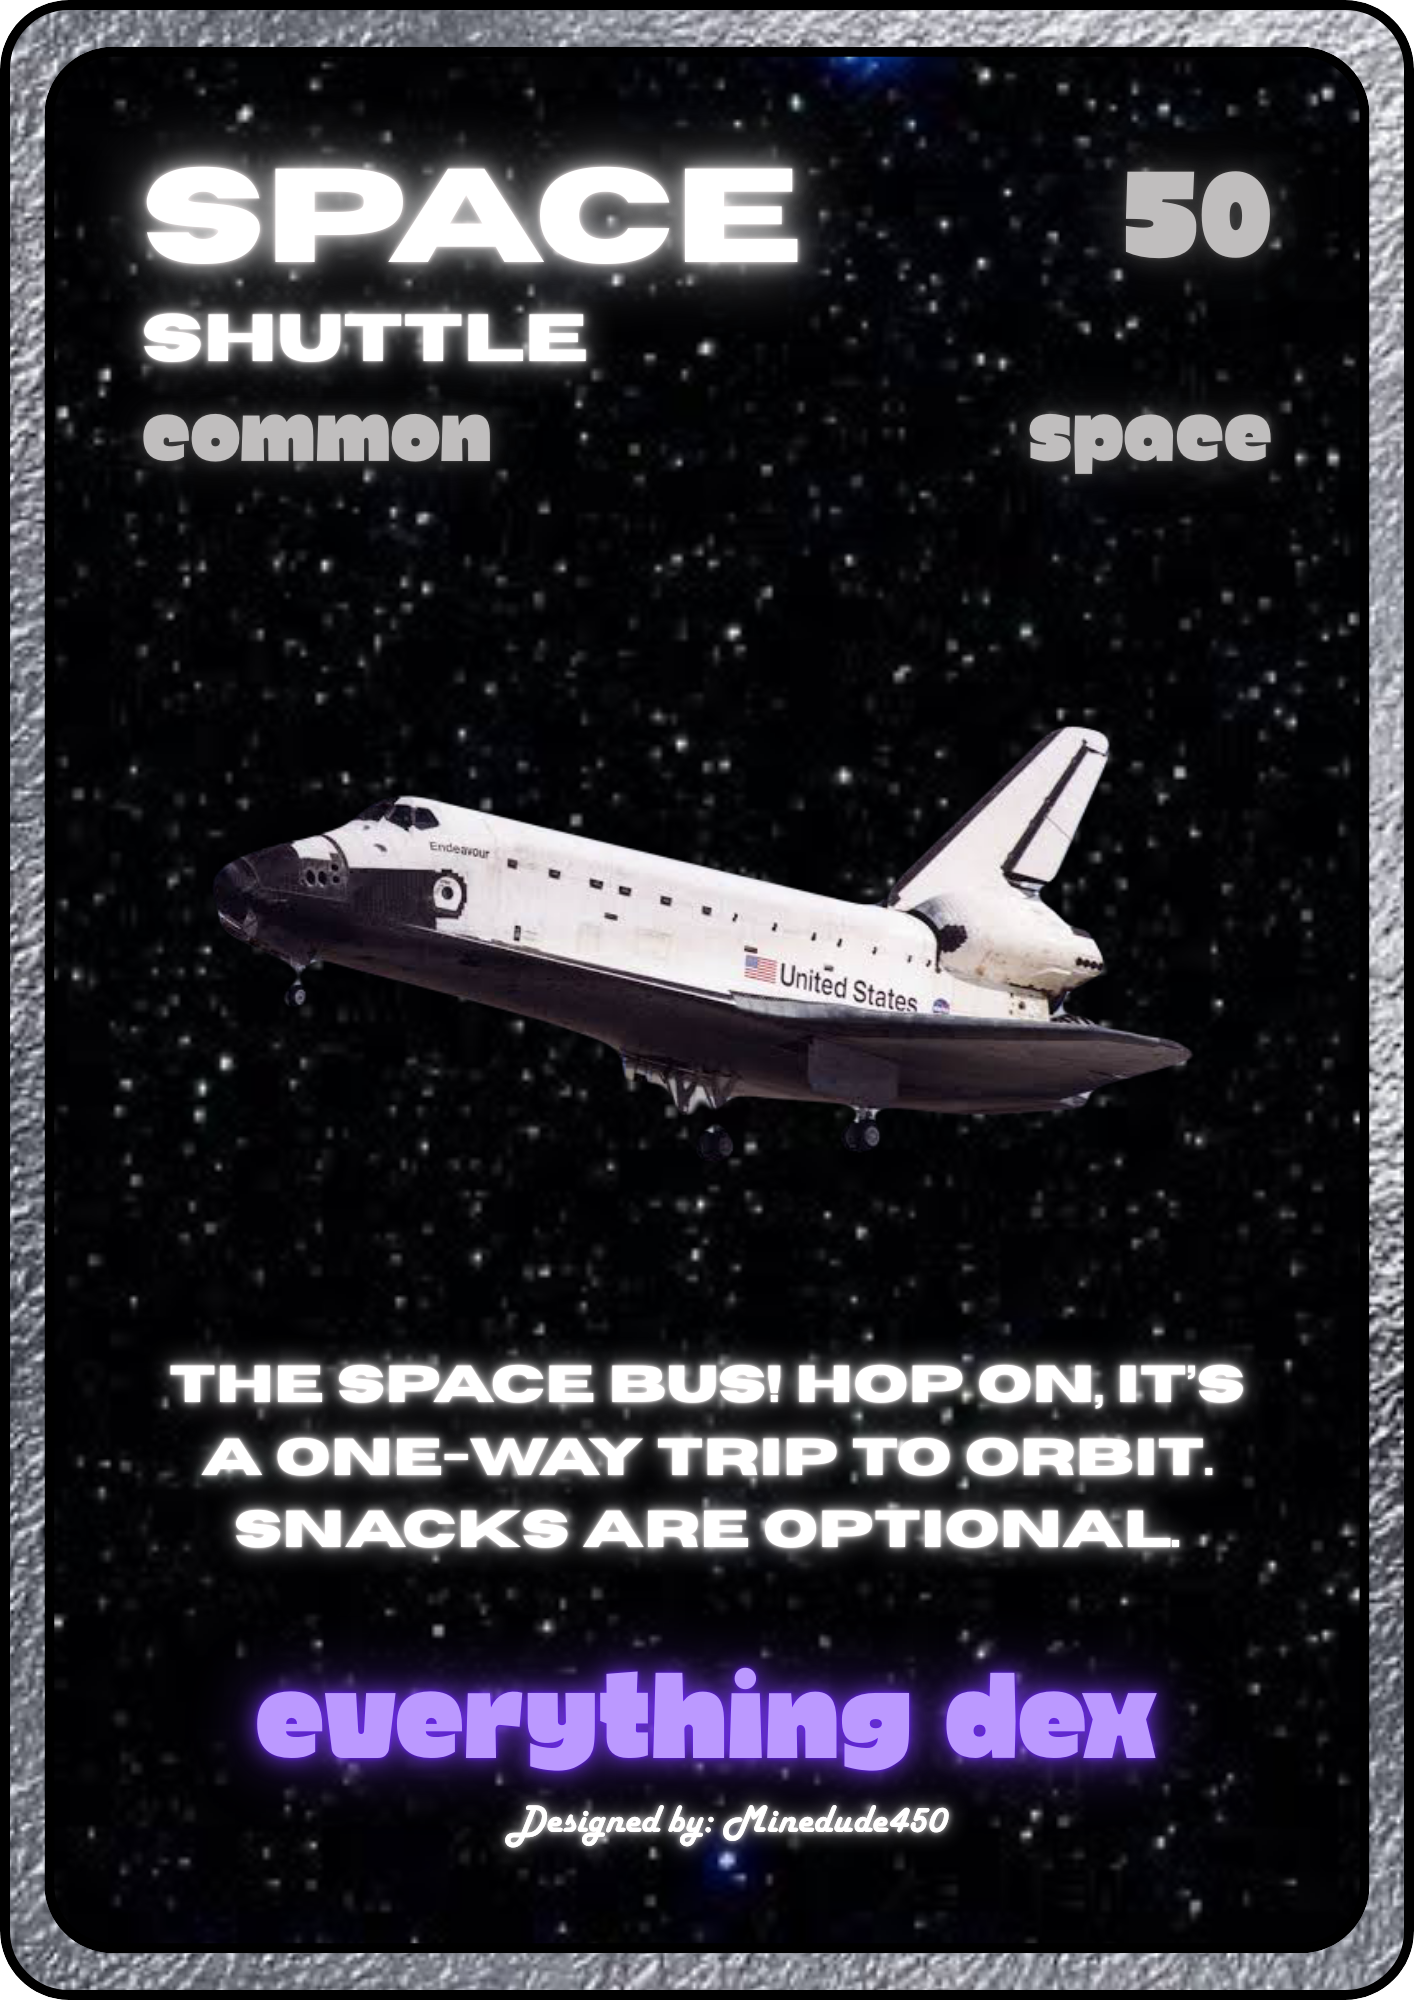 SPACE
50
SHUTTLE
common
space
Endeavour
United States
THE SPACE BUS! HOP ON, IT'S
A ONE-WAY TRIP TO ORBIT.
SNACKS ARE OPTIONAL.
everything dex
Designed by: Minedude450